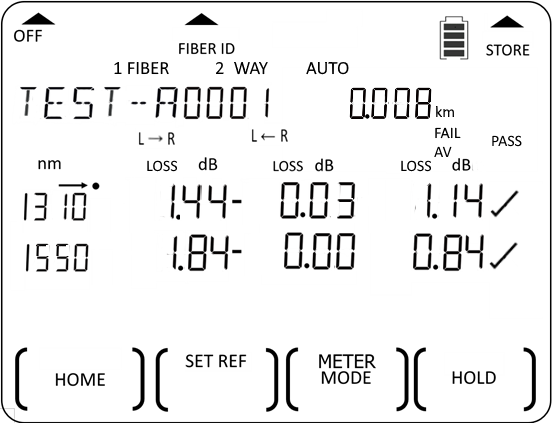 OFF
FIBER ID
STORE
1 FIBER 2 WAY AUTO
TEST--A0001 0.008 km
L→R L←R FAIL PASS
AV
nm LOSS dB LOSS dB LOSS dB
1310 1.44- 0.03 1.14✓
1550 1.84- 0.00 0.84✓
HOME SET REF METER MODE HOLD